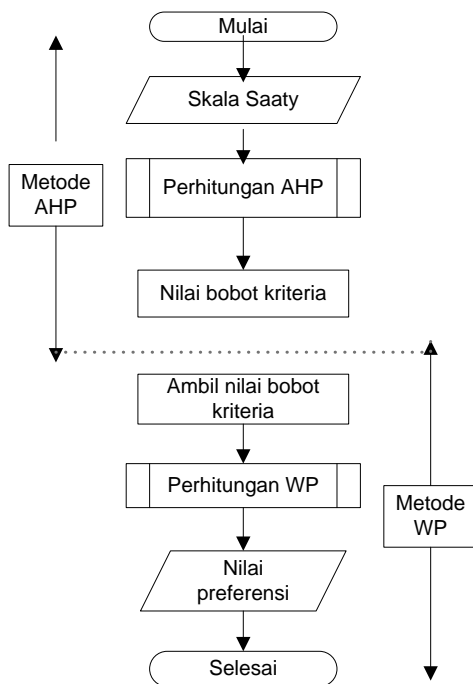 Mulai
Skala Saaty
Metode
AHP
Perhitungan AHP
Nilai bobot kriteria
Ambil nilai bobot
kriteria
Perhitungan WP
Metode
WP
Nilai
preferensi
Selesai